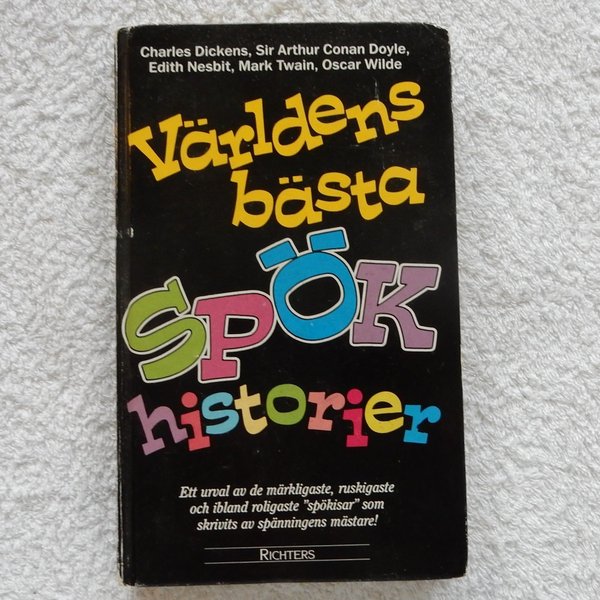 Charles Dickens, Sir Arthur Conan Doyle,
Edith Nesbit, Mark Twain, Oscar Wilde
Världens
bästa
SPÖK
historier
Ett urval av de märkligaste, ruskigaste
och ibland roligaste "spökisar" som
skrivits av spänningens mästare!
RICHTERS